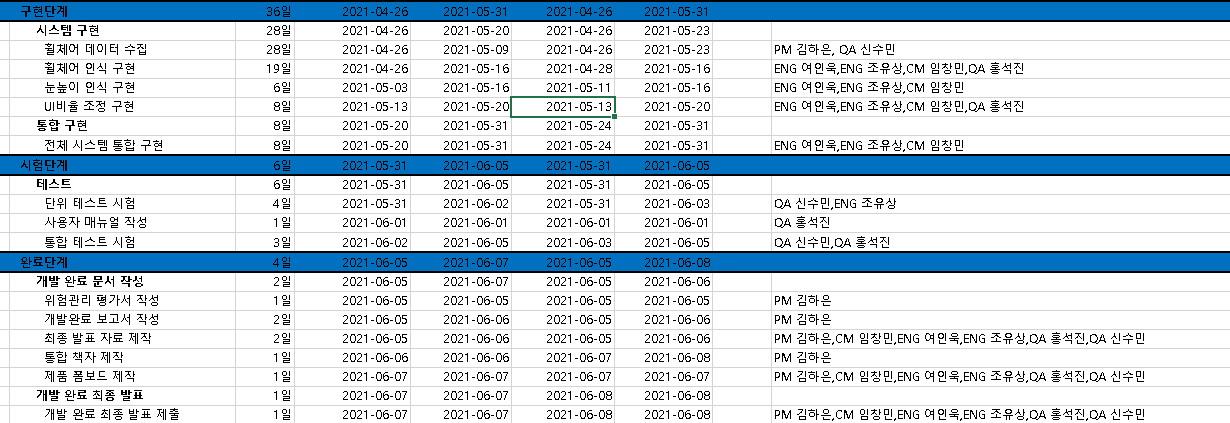 구현단계 36일 2021-04-26 2021-05-31 2021-04-26 2021-05-31
시스템 구현 28일 2021-04-26 2021-05-20 2021-04-26 2021-05-23
휠체어 데이터 수집 28일 2021-04-26 2021-05-09 2021-04-26 2021-05-23 PM 김하은, QA 신수민
휠체어 인식 구현 19일 2021-04-26 2021-05-16 2021-04-28 2021-05-16 ENG 여인욱,ENG 조유상,CM 임창민,QA 홍석진
눈높이 인식 구현 6일 2021-05-03 2021-05-16 2021-05-11 2021-05-16 ENG 여인욱,ENG 조유상,CM 임창민
UI비율 조정 구현 8일 2021-05-13 2021-05-20 2021-05-13 2021-05-20 ENG 여인욱,ENG 조유상,CM 임창민,QA 홍석진
통합 구현 8일 2021-05-20 2021-05-31 2021-05-24 2021-05-31
전체 시스템 통합 구현 8일 2021-05-20 2021-05-31 2021-05-24 2021-05-31 ENG 여인욱,ENG 조유상,CM 임창민
시험단계 6일 2021-05-31 2021-06-05 2021-05-31 2021-06-05
테스트 6일 2021-05-31 2021-06-05 2021-05-31 2021-06-05
단위 테스트 시험 4일 2021-05-31 2021-06-02 2021-05-31 2021-06-03 QA 신수민,ENG 조유상
사용자 매뉴얼 작성 1일 2021-06-01 2021-06-01 2021-06-01 2021-06-01 QA 홍석진
통합 테스트 시험 3일 2021-06-02 2021-06-05 2021-06-03 2021-06-05 QA 신수민,QA 홍석진
완료단계 4일 2021-06-05 2021-06-07 2021-06-05 2021-06-08
개발 완료 문서 작성 2일 2021-06-05 2021-06-07 2021-06-05 2021-06-06
위험관리 평가서 작성 1일 2021-06-05 2021-06-05 2021-06-05 2021-06-05 PM 김하은
개발완료 보고서 작성 2일 2021-06-05 2021-06-06 2021-06-05 2021-06-06 PM 김하은
최종 발표 자료 제작 2일 2021-06-05 2021-06-06 2021-06-05 2021-06-06 PM 김하은,CM 임창민,ENG 여인욱,ENG 조유상,QA 홍석진,QA 신수민
통합 책자 제작 1일 2021-06-06 2021-06-06 2021-06-07 2021-06-08 PM 김하은
제품 폼보드 제작 1일 2021-06-07 2021-06-07 2021-06-07 2021-06-07 PM 김하은,CM 임창민,ENG 여인욱,ENG 조유상,QA 홍석진,QA 신수민
개발 완료 최종 발표 1일 2021-06-07 2021-06-07 2021-06-08 2021-06-08
개발 완료 최종 발표 제출 1일 2021-06-07 2021-06-07 2021-06-08 2021-06-08 PM 김하은,CM 임창민,ENG 여인욱,ENG 조유상,QA 홍석진,QA 신수민